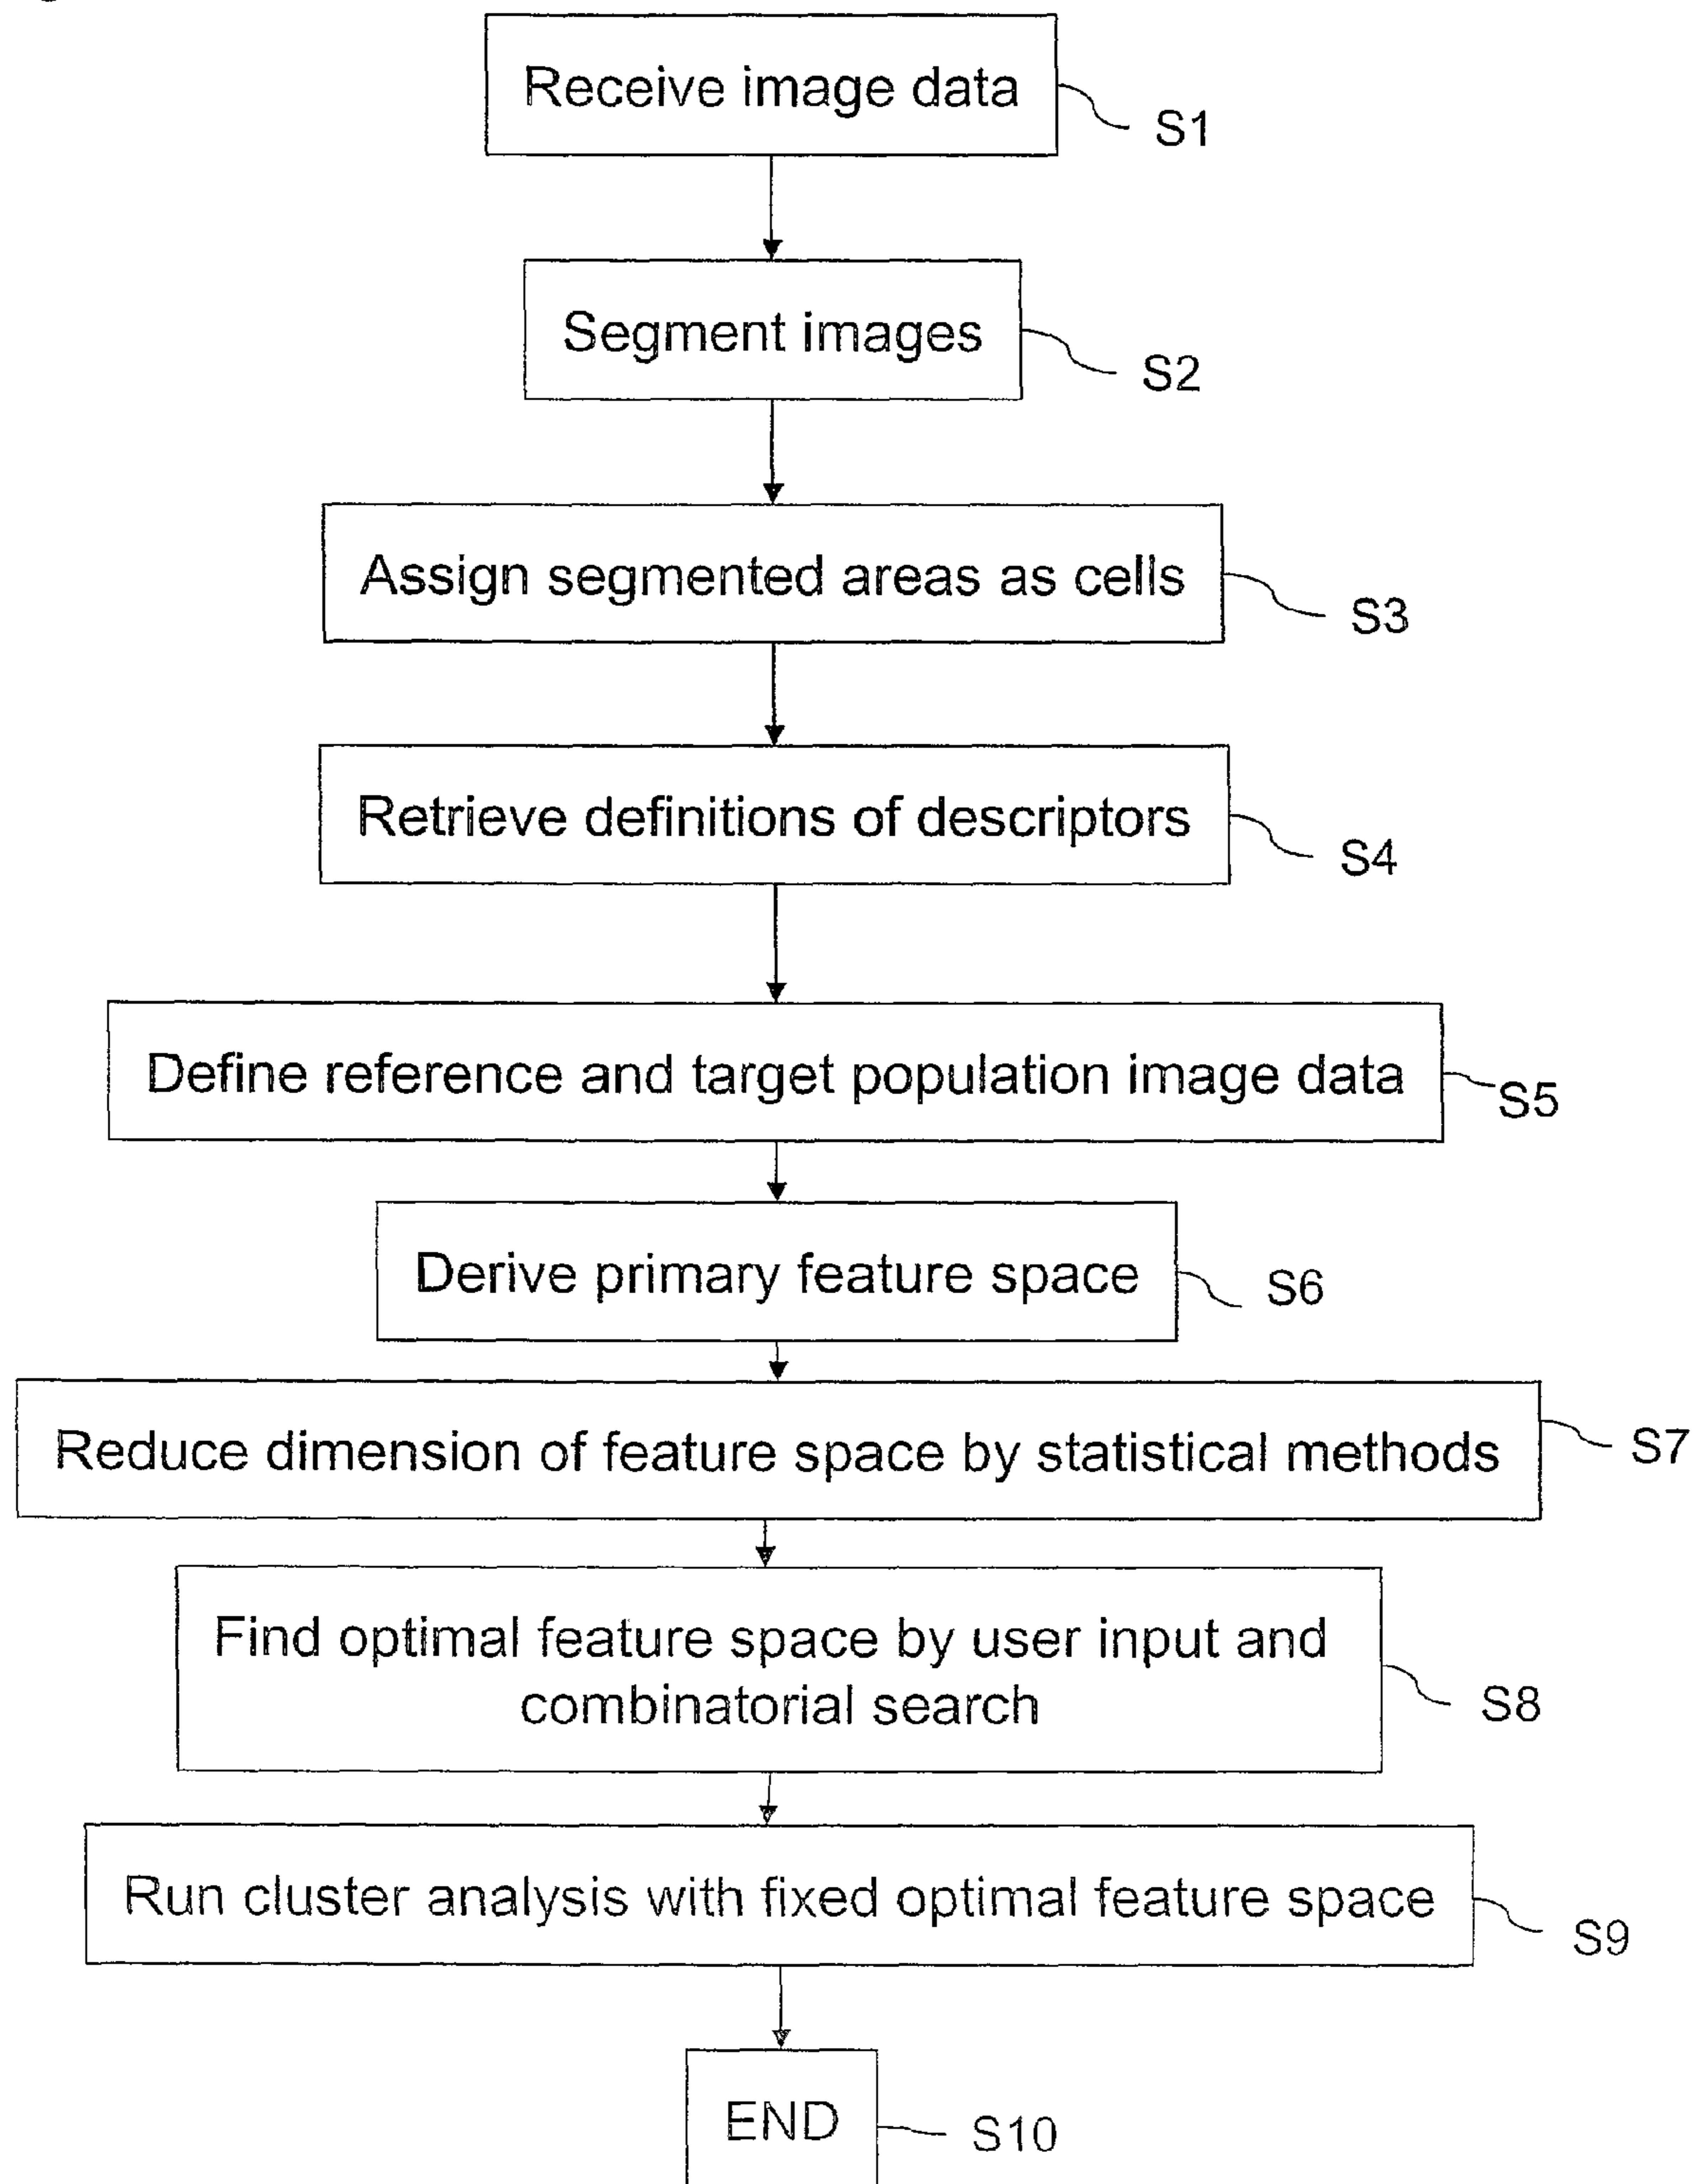 Receive image data
S1
Segment images
S2
Assign segmented areas as cells
S3
Retrieve definitions of descriptors
S4
Define reference and target population image data
S5
Derive primary feature space
S6
Reduce dimension of feature space by statistical methods
S7
Find optimal feature space by user input and
combinatorial search
S8
Run cluster analysis with fixed optimal feature space
S9
END
S10